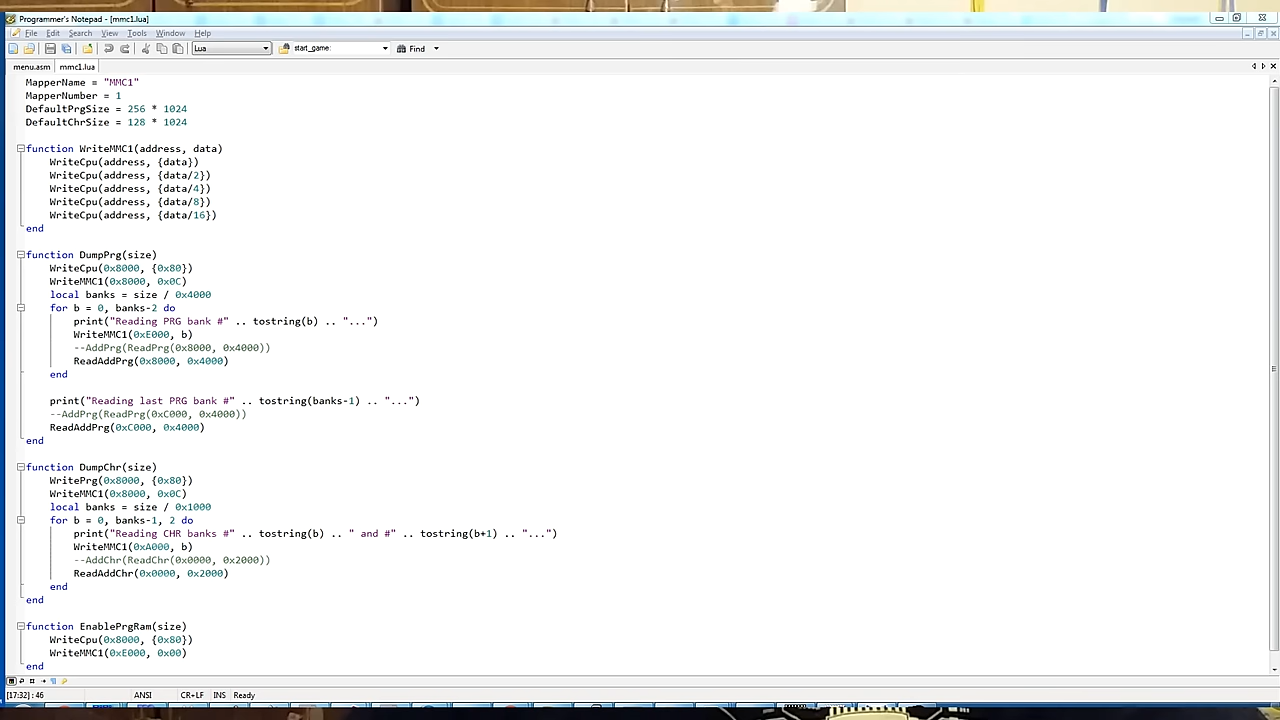 Programmer's Notepad - [mmc1.lua]
File Edit Search View Tools Window Help
Lua start_game: Find
menu.asm mmc1.lua
MapperName = "MMC1"
MapperNumber = 1
DefaultPrgSize = 256 * 1024
DefaultChrSize = 128 * 1024
function WriteMMC1(address, data)
WriteCpu(address, {data})
WriteCpu(address, {data/2})
WriteCpu(address, {data/4})
WriteCpu(address, {data/8})
WriteCpu(address, {data/16})
end
function DumpPrg(size)
WriteCpu(0x8000, {0x80})
WriteMMC1(0x8000, 0x0C)
local banks = size / 0x4000
for b = 0, banks-2 do
print("Reading PRG bank #" .. tostring(b) .. "...")
WriteMMC1(0xE000, b)
--AddPrg(ReadPrg(0x8000, 0x4000))
ReadAddPrg(0x8000, 0x4000)
end
print("Reading last PRG bank #" .. tostring(banks-1) .. "...")
--AddPrg(ReadPrg(0xC000, 0x4000))
ReadAddPrg(0xC000, 0x4000)
end
function DumpChr(size)
WritePrg(0x8000, {0x80})
WriteMMC1(0x8000, 0x0C)
local banks = size / 0x1000
for b = 0, banks-1, 2 do
print("Reading CHR banks #" .. tostring(b) .. " and #" .. tostring(b+1) .. "...")
WriteMMC1(0xA000, b)
--AddChr(ReadChr(0x0000, 0x2000))
ReadAddChr(0x0000, 0x2000)
end
end
function EnablePrgRam(size)
WriteCpu(0x8000, {0x80})
WriteMMC1(0xE000, 0x00)
end
[17:32] : 46 ANSI CR+LF INS Ready